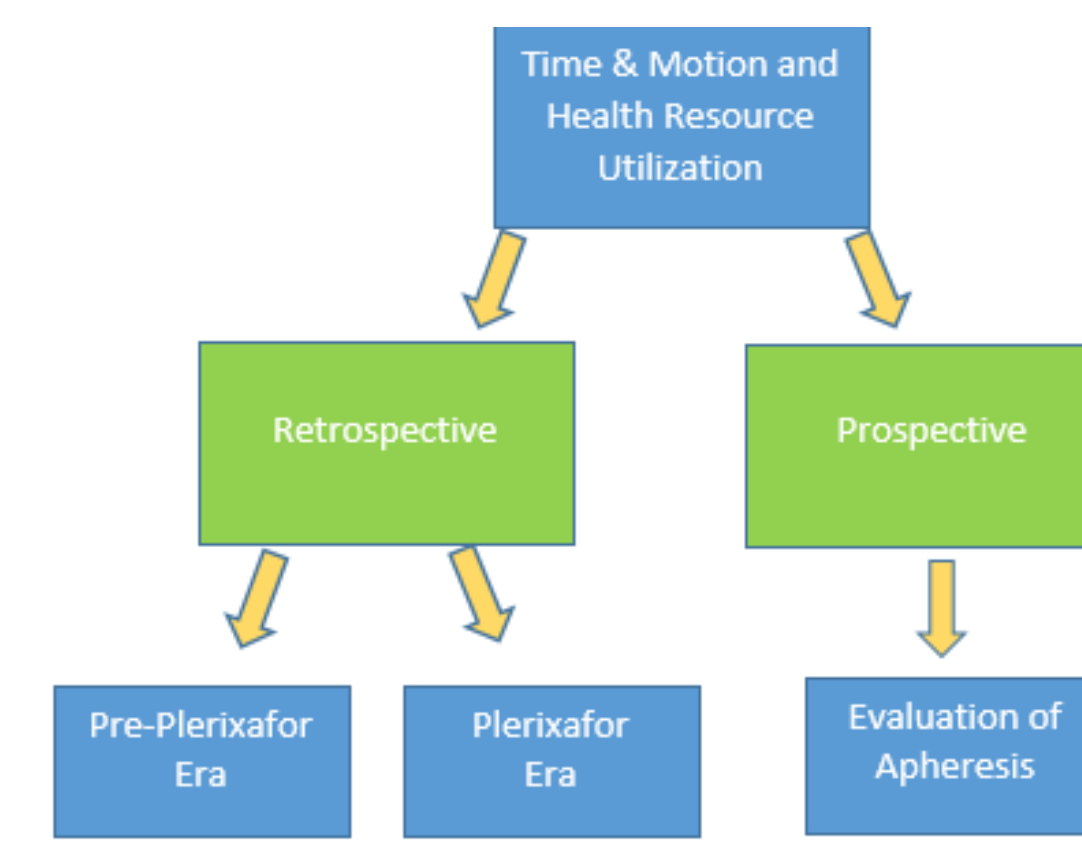 Time & Motion and
Health Resource
Utilization
Retrospective
Prospective
Pre-Plerixafor
Era
Plerixafor
Era
Evaluation of
Apheresis